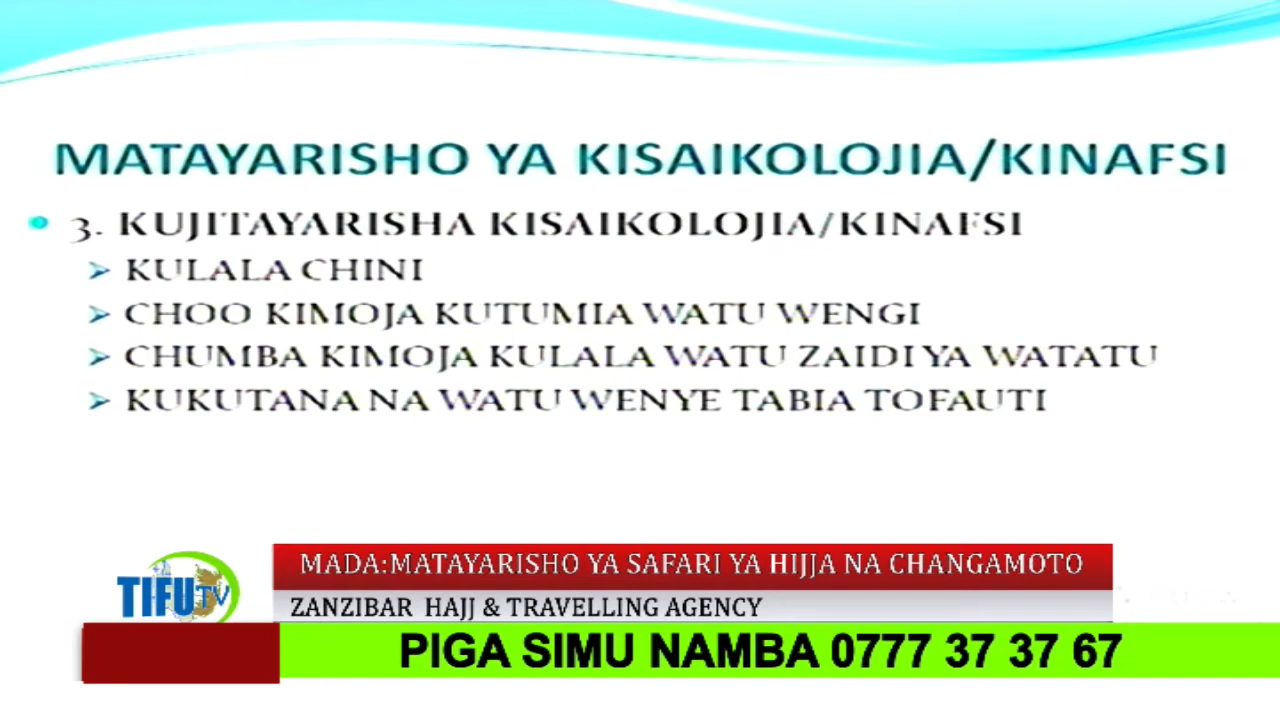 MATAYARISHO YA KISAIKOLOJIA/KINAFSI
3. KUJITAYARISHA KISAIKOLOJIA/KINAFSI
KULALA CHINI
CHOO KIMOJA KUTUMIA WATU WENGI
CHUMBA KIMOJA KULALA WATU ZAIDI YA WATATU
KUKUTANA NA WATU WENYE TABIA TOFAUTI
TIFU TV
MADA:MATAYARISHO YA SAFARI YA HIJJA NA CHANGAMOTO
ZANZIBAR HAJJ & TRAVELLING AGENCY
PIGA SIMU NAMBA 0777 37 37 67